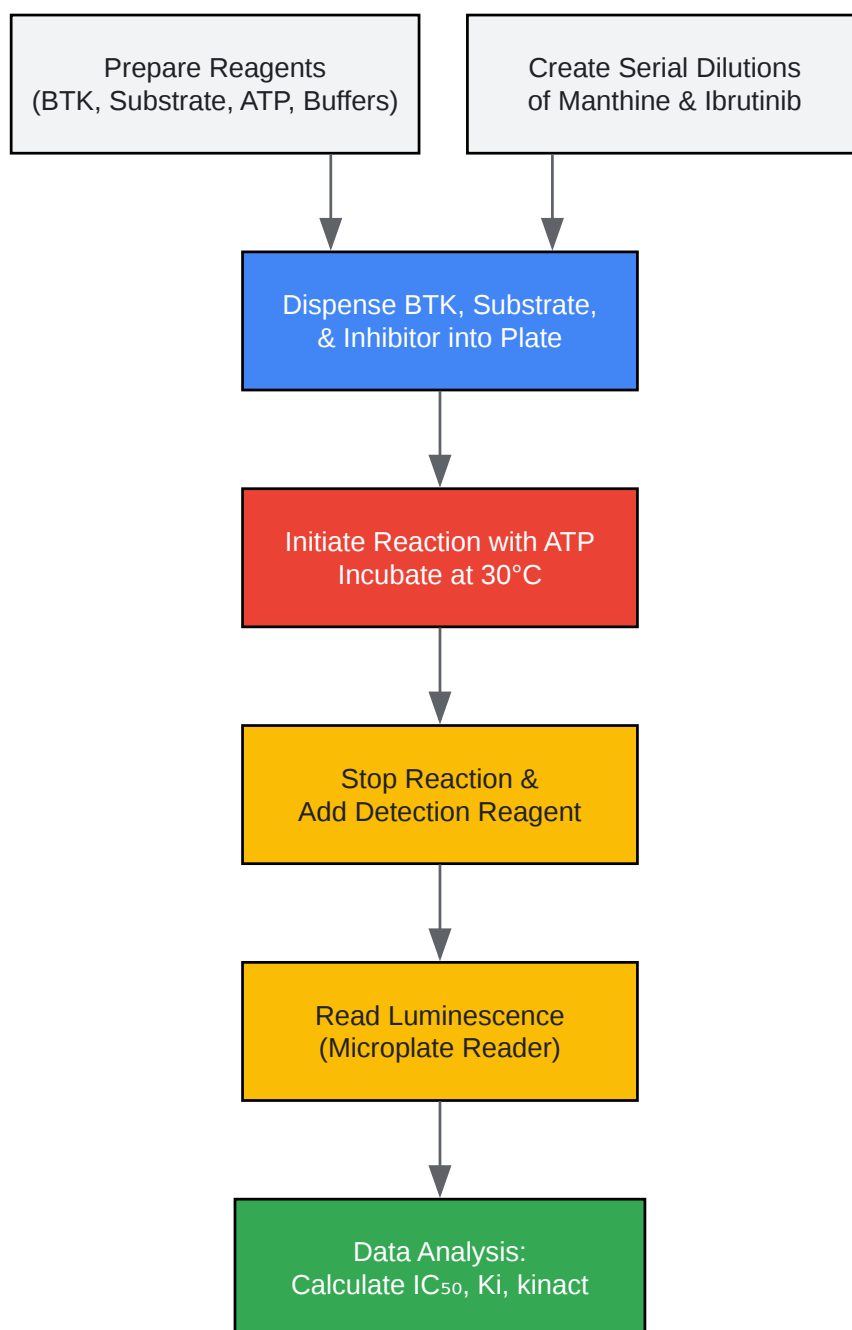 Prepare Reagents
(BTK, Substrate, ATP, Buffers)
Create Serial Dilutions
of Manthine & Ibrutinib
Dispense BTK, Substrate,
& Inhibitor into Plate
Initiate Reaction with ATP
Incubate at 30°C
Stop Reaction &
Add Detection Reagent
Read Luminescence
(Microplate Reader)
Data Analysis:
Calculate IC₅₀, Ki, kinact